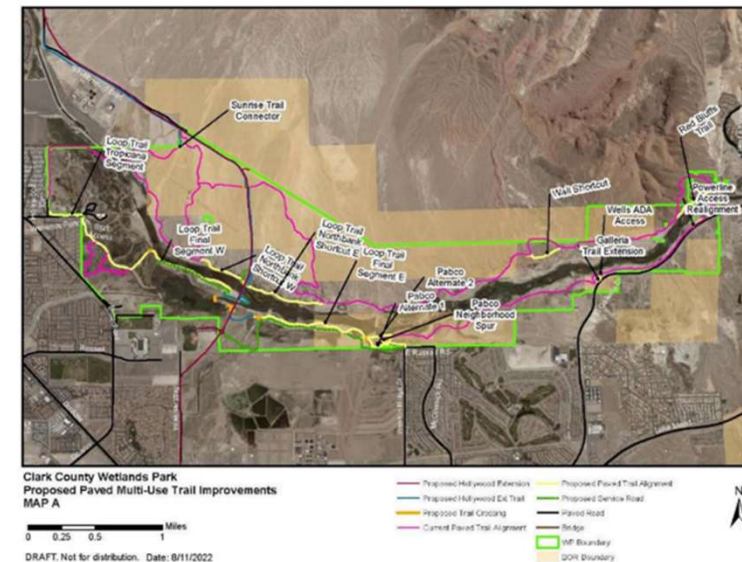 Sunrise Trail
Connector
Loop Trail
Tropicana
Segment
Red Bluffs
Trail
Wall Shortcut
Powerline
Access
Realignment
Wells ADA
Access
Galleria
Trail Extension
Loop Trail
Final
Segment W
Loop Trail
Northbank
Shortcut W
Loop Trail
Northbank
Shortcut E
Loop Trail
Final
Segment E
Pabco
Alternate 2
Pabco
Alternate 1
Pabco
Neighborhood
Spur
Clark County Wetlands Park
Proposed Paved Multi-Use Trail Improvements
MAP A
Miles
0 0.25 0.5 1
DRAFT. Not for distribution. Date: 8/11/2022
Proposed Hollywood Extension
Proposed Hollywood Ext Trail
Proposed Trail Crossing
Current Paved Trail Alignment
Proposed Paved Trail Alignment
Proposed Service Road
Paved Road
Bridge
WP Boundary
BOR Boundary
N